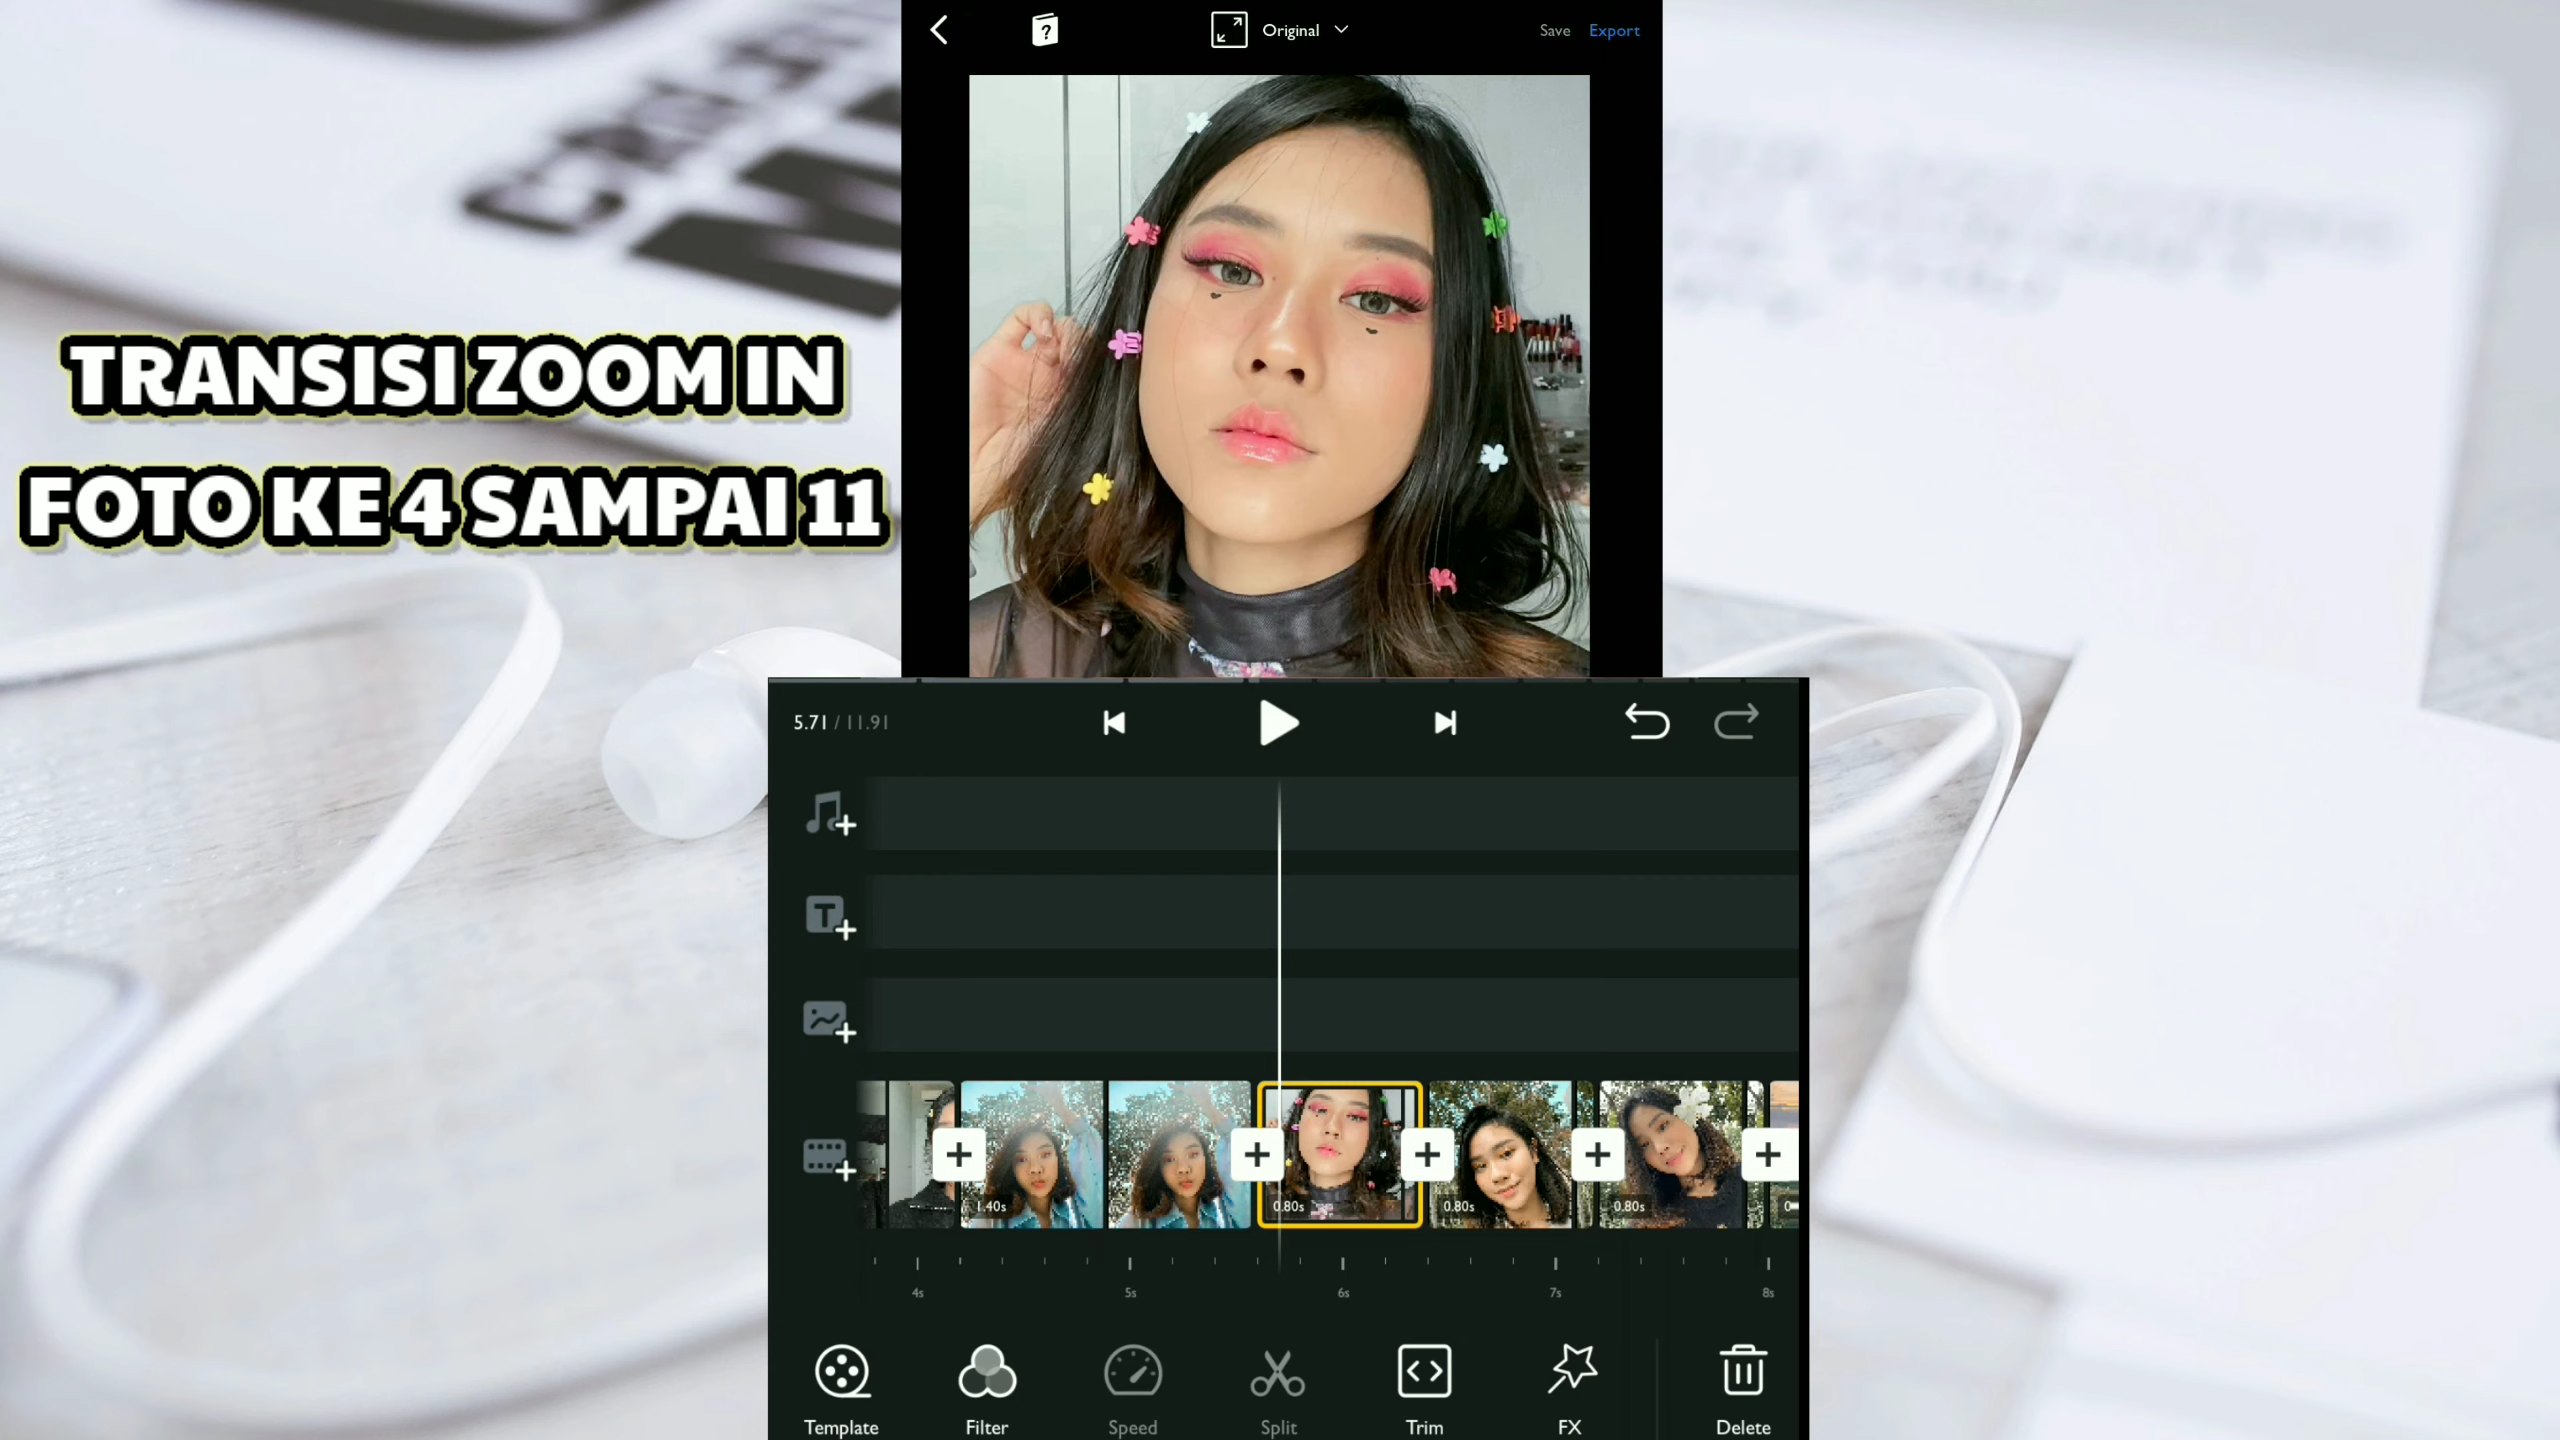 Original
Save Export
TRANSISI ZOOM IN
FOTO KE 4 SAMPAI 11
5.71 / 11.91
1.40s
0.80s
0.80s
0.80s
4s
5s
6s
7s
8s
Template
Filter
Speed
Split
Trim
FX
Delete